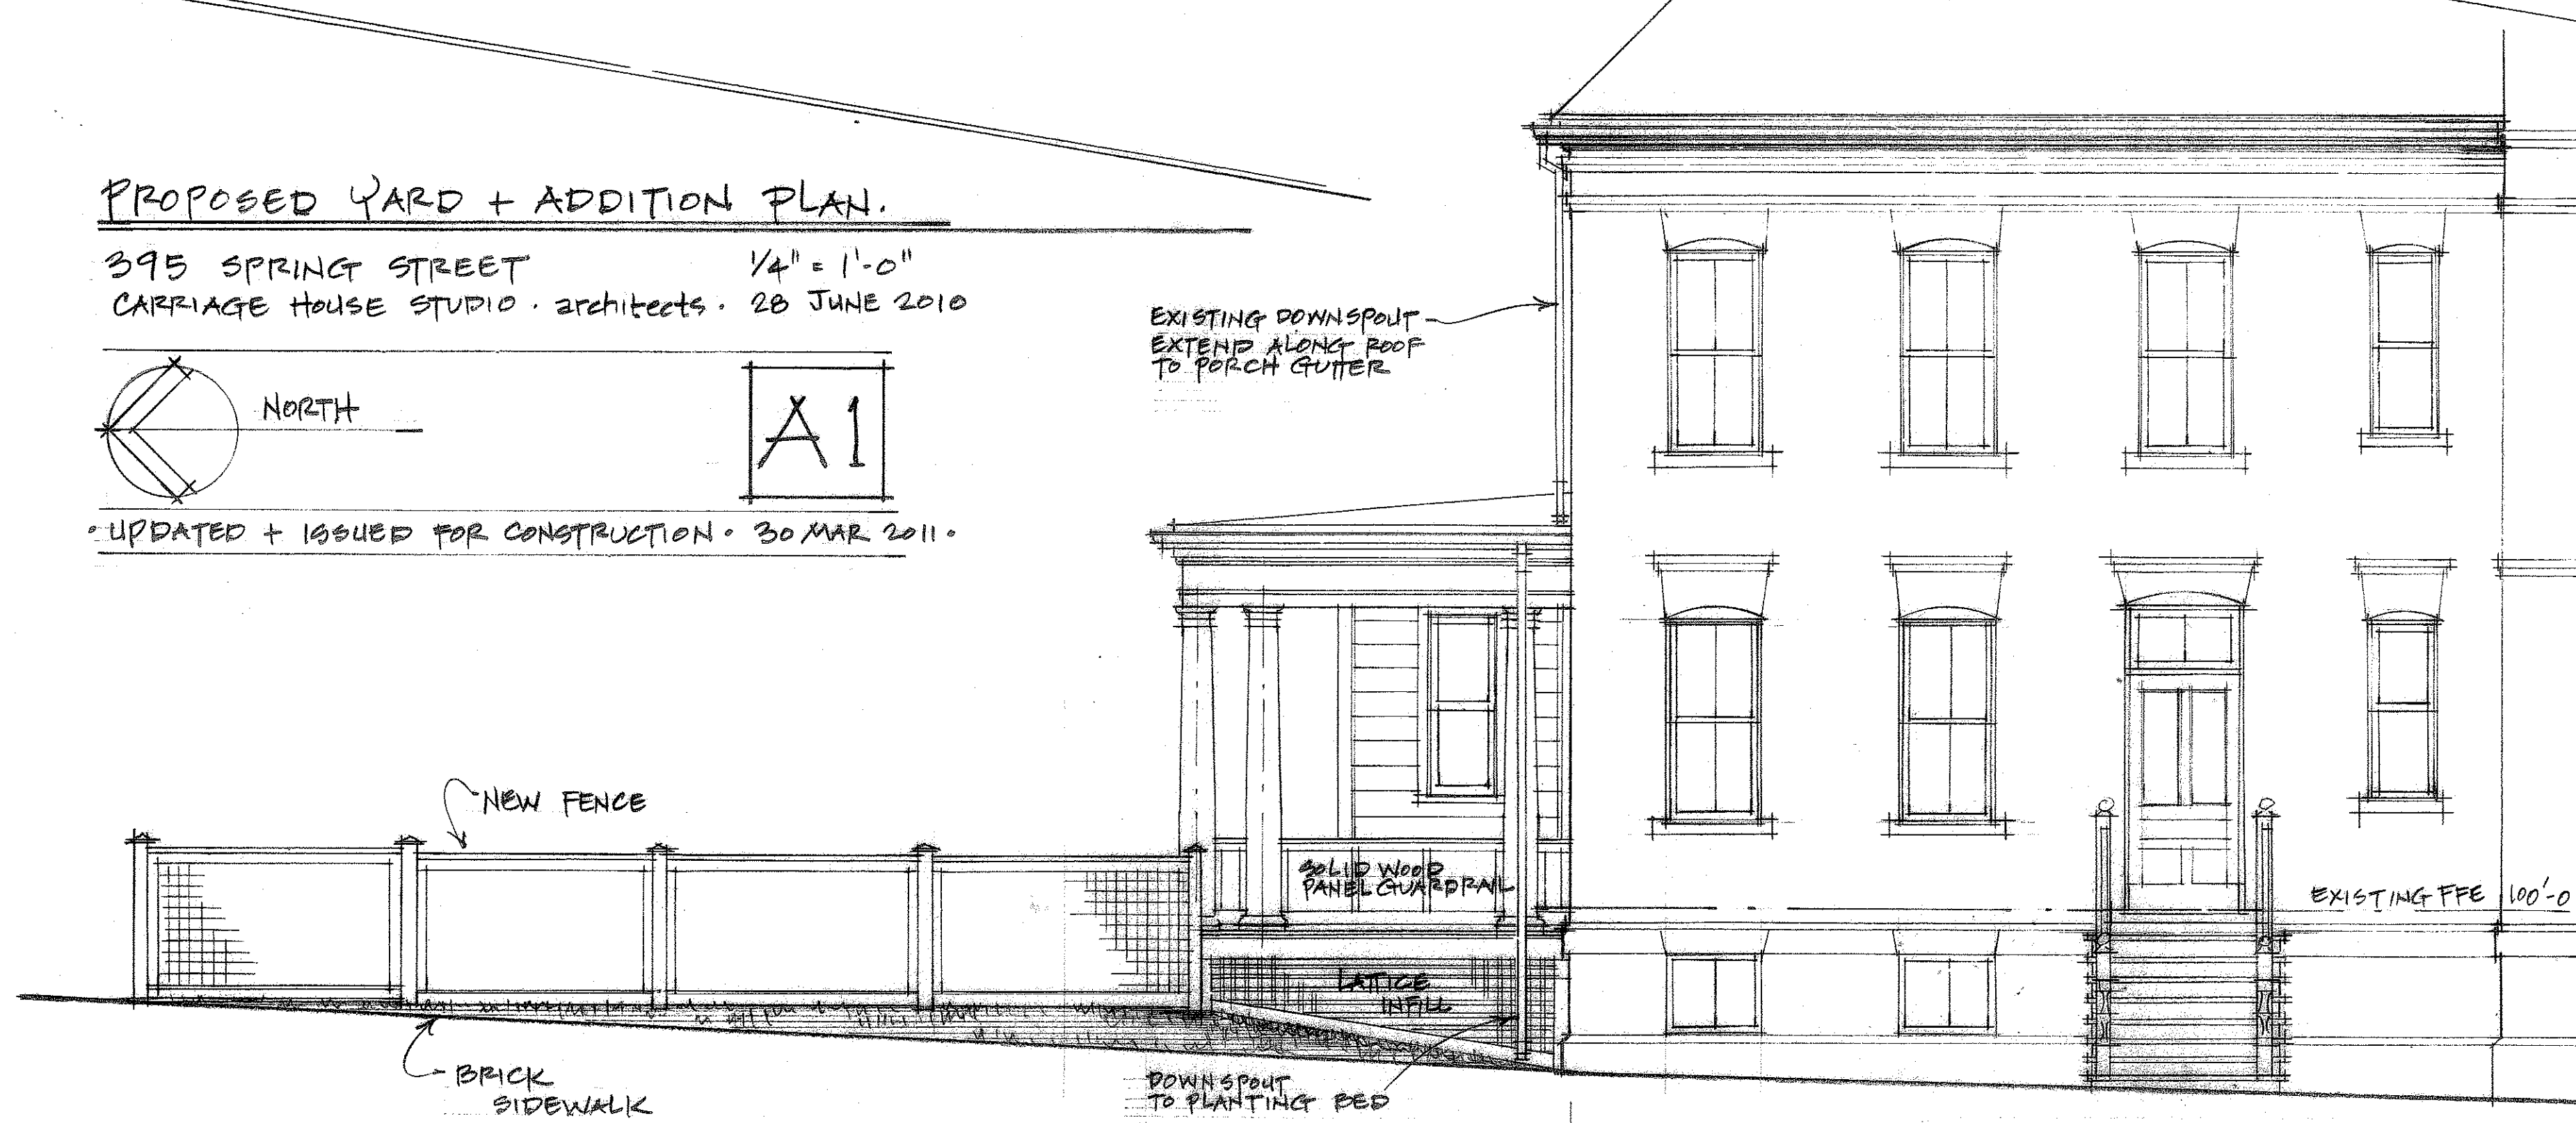 PROPOSED YARD + ADDITION PLAN.
395 SPRING STREET 1/4" = 1'-0"
CARRIAGE HOUSE STUDIO · architects · 28 JUNE 2010
NORTH
A1
· UPDATED + ISSUED FOR CONSTRUCTION · 30 MAR 2011 ·
EXISTING DOWNSPOUT
EXTEND ALONG ROOF
TO PORCH GUTTER
NEW FENCE
SOLID WOOD
PANEL GUARDRAIL
EXISTING FFE 100'-0
LATTICE
INFILL
BRICK
SIDEWALK
DOWNSPOUT
TO PLANTING BED